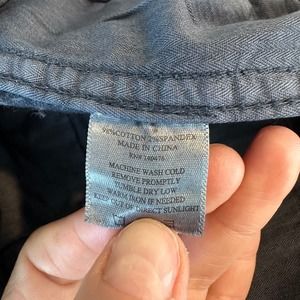 98%COTTON 2%SPANDEX
MADE IN CHINA
RN# 140476
MACHINE WASH COLD
REMOVE PROMPTLY
TUMBLE DRY LOW
WARM IRON IF NEEDED
KEEP OUT OF DIRECT SUNLIGHT